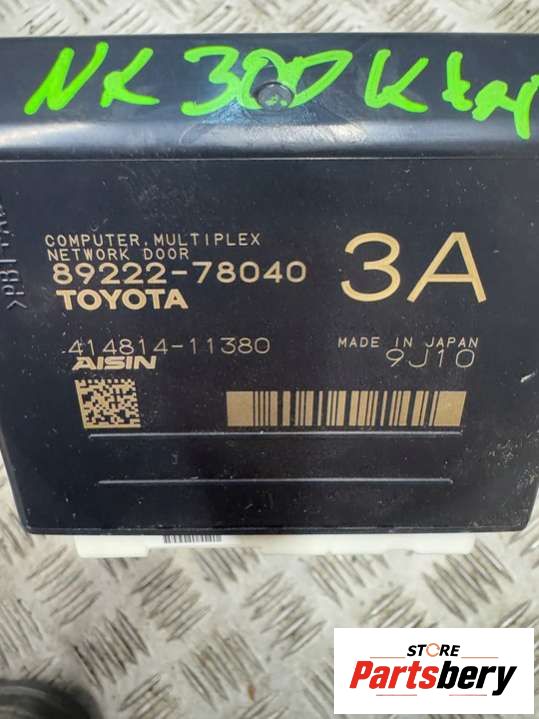 NX 300
COMPUTER, MULTIPLEX
NETWORK DOOR
89222-78040
TOYOTA
3A
414814-11380
AISIN
MADE IN JAPAN
9J10
STORE
Partsbery